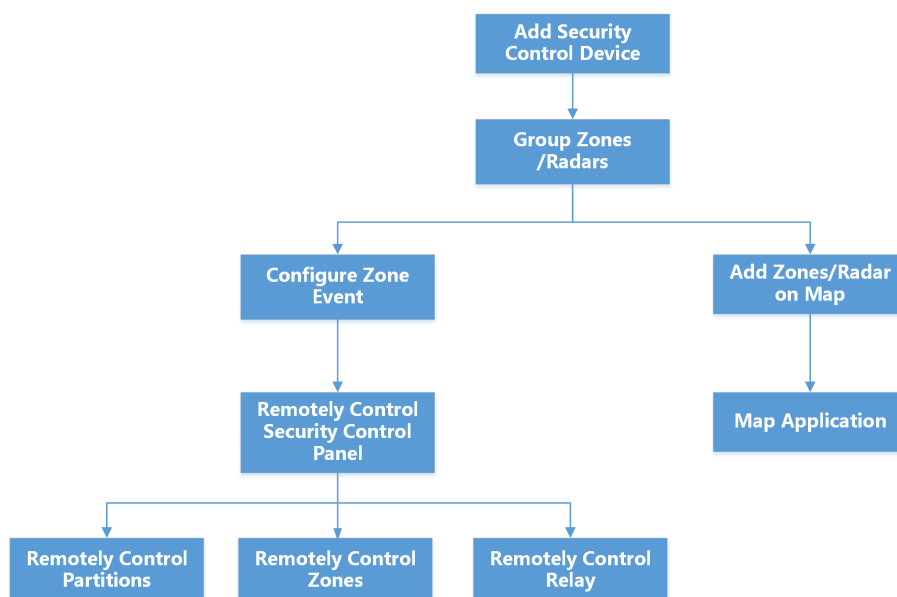 Add Security
Control Device
Group Zones
/Radars
Configure Zone
Event
Add Zones/Radar
on Map
Remotely Control
Security Control
Panel
Map Application
Remotely Control
Partitions
Remotely Control
Zones
Remotely Control
Relay